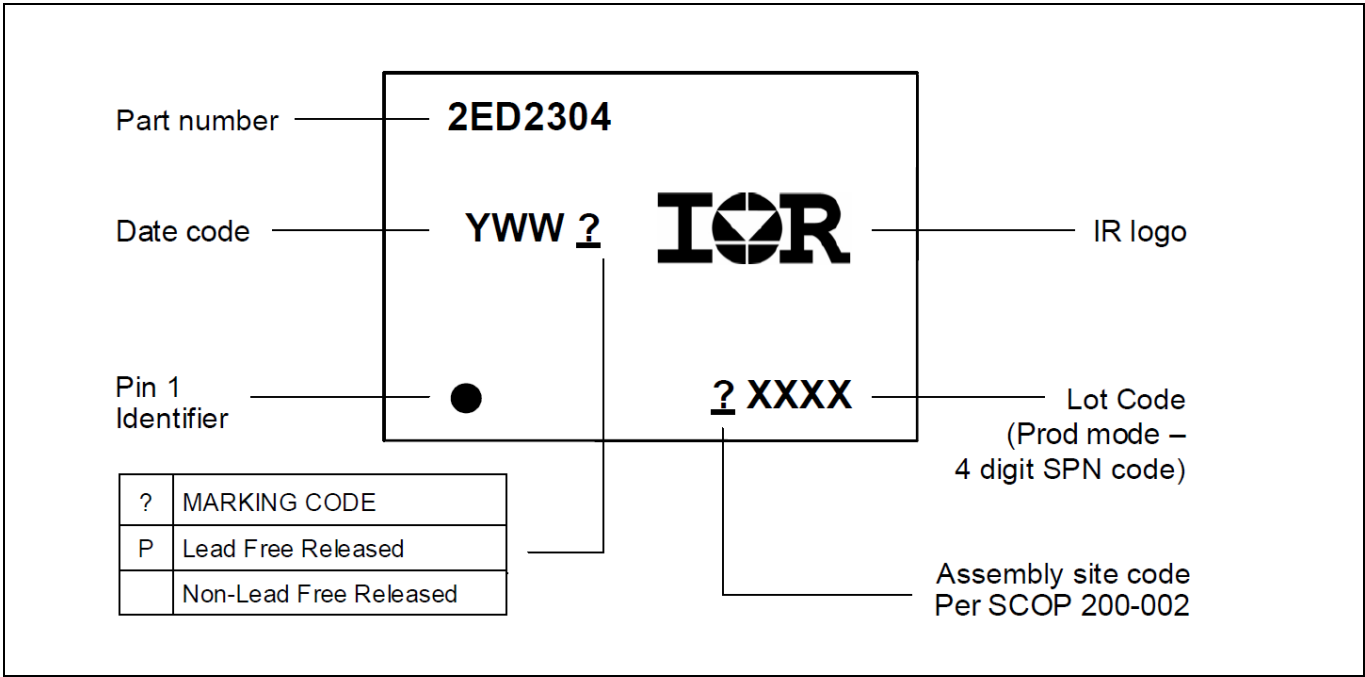 Part number
2ED2304
Date code
YWW ?
IOR
IR logo
Pin 1
Identifier
? XXXX
Lot Code
(Prod mode –
4 digit SPN code)
? MARKING CODE
P Lead Free Released
Non-Lead Free Released
Assembly site code
Per SCOP 200-002